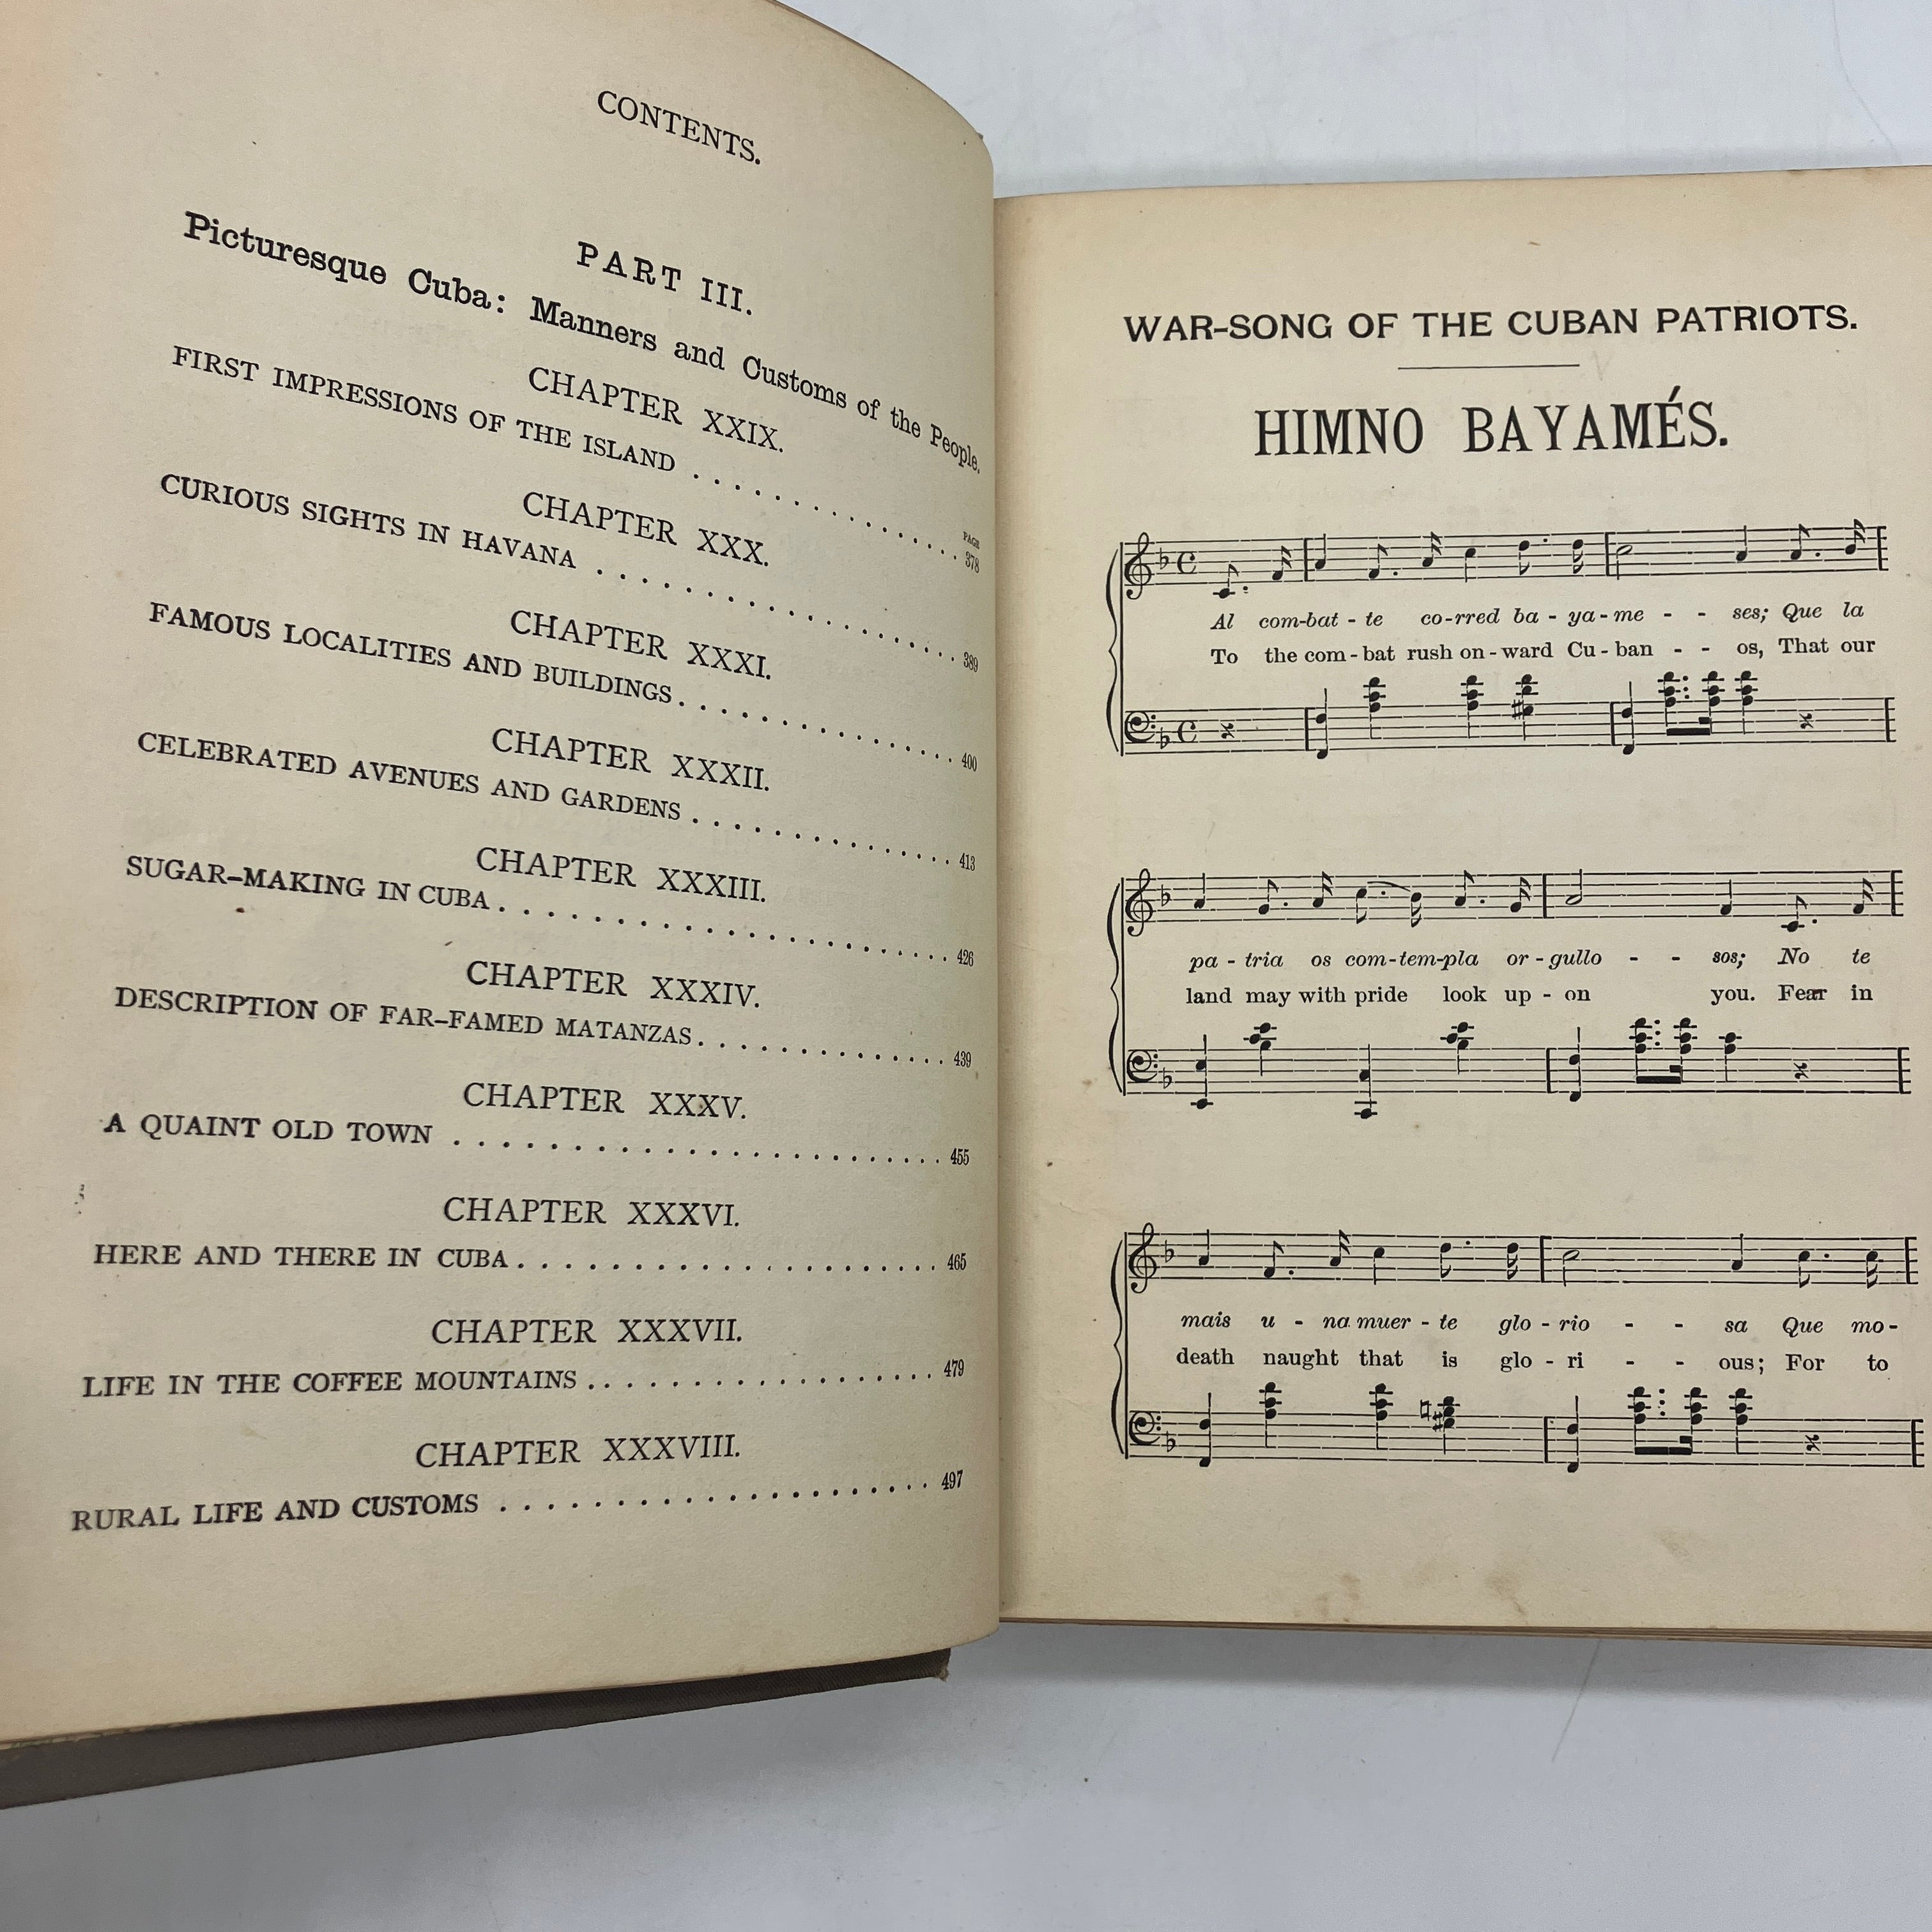 CONTENTS.
PART III.
Picturesque Cuba: Manners and Customs of the People.
CHAPTER XXIX.
PAGE
FIRST IMPRESSIONS OF THE ISLAND . . . . . . . . . . . . . . . . . 378
CHAPTER XXX.
CURIOUS SIGHTS IN HAVANA . . . . . . . . . . . . . . . . . . . . . 389
CHAPTER XXXI.
FAMOUS LOCALITIES AND BUILDINGS. . . . . . . . . . . . . . . . . 400
CHAPTER XXXII.
CELEBRATED AVENUES AND GARDENS . . . . . . . . . . . . . . . . 413
CHAPTER XXXIII.
SUGAR-MAKING IN CUBA . . . . . . . . . . . . . . . . . . . . . . . . 426
CHAPTER XXXIV.
DESCRIPTION OF FAR-FAMED MATANZAS. . . . . . . . . . . . . . 439
CHAPTER XXXV.
A QUAINT OLD TOWN . . . . . . . . . . . . . . . . . . . . . . . . 455
CHAPTER XXXVI.
HERE AND THERE IN CUBA. . . . . . . . . . . . . . . . . . . . . . 465
CHAPTER XXXVII.
LIFE IN THE COFFEE MOUNTAINS . . . . . . . . . . . . . . . . . . 479
CHAPTER XXXVIII.
RURAL LIFE AND CUSTOMS . . . . . . . . . . . . . . . . . . . . . 497
WAR-SONG OF THE CUBAN PATRIOTS.
HIMNO BAYAMÉS.
Al com-bat - te co-rred ba - ya - me - - ses; Que la
To the com - bat rush on - ward Cu - ban - - os, That our
pa - tria os com-tem-pla or - gullo - - sos; No te
land may with pride look up - on you. Fear in
mais u - na muer - te glo - rio - - sa Que mo-
death naught that is glo - ri - - ous; For to